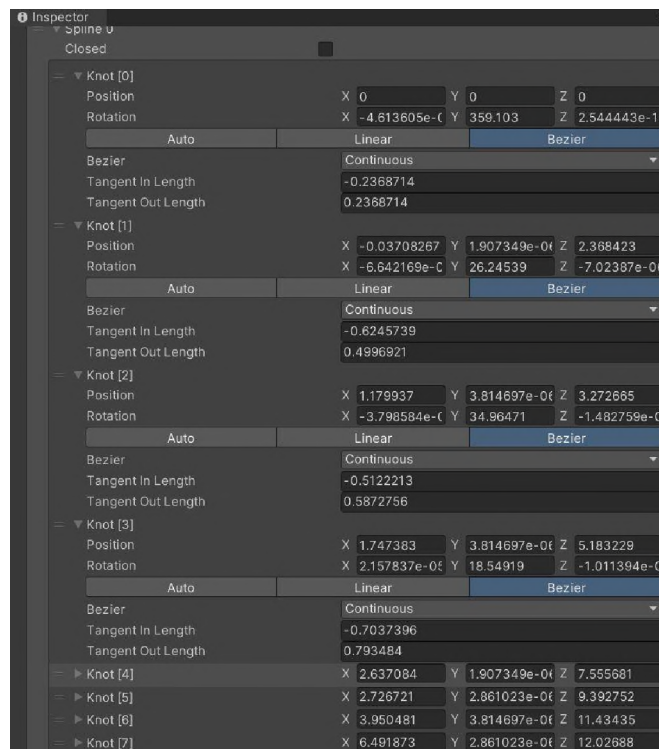 Inspector
Spline 0
Closed
Knot [0]
Position X 0 Y 0 Z 0
Rotation X -4.613605e-0 Y 359.103 Z 2.544443e-1
Auto Linear Bezier
Bezier Continuous
Tangent In Length -0.2368714
Tangent Out Length 0.2368714
Knot [1]
Position X -0.03708267 Y 1.907349e-06 Z 2.368423
Rotation X -6.642169e-0 Y 26.24539 Z -7.02387e-0
Auto Linear Bezier
Bezier Continuous
Tangent In Length -0.6245739
Tangent Out Length 0.4996921
Knot [2]
Position X 1.179937 Y 3.814697e-06 Z 3.272665
Rotation X -3.798584e-0 Y 34.96471 Z -1.482759e-0
Auto Linear Bezier
Bezier Continuous
Tangent In Length -0.5122213
Tangent Out Length 0.5872756
Knot [3]
Position X 1.747383 Y 3.814697e-06 Z 5.183229
Rotation X 2.157837e-05 Y 18.54919 Z -1.011394e-0
Auto Linear Bezier
Bezier Continuous
Tangent In Length -0.7037396
Tangent Out Length 0.793484
Knot [4] X 2.637084 Y 1.907349e-06 Z 7.555681
Knot [5] X 2.726721 Y 2.861023e-06 Z 9.392752
Knot [6] X 3.950481 Y 3.814697e-06 Z 11.43435
Knot [7] X 6.491873 Y 2.861023e-06 Z 12.02688